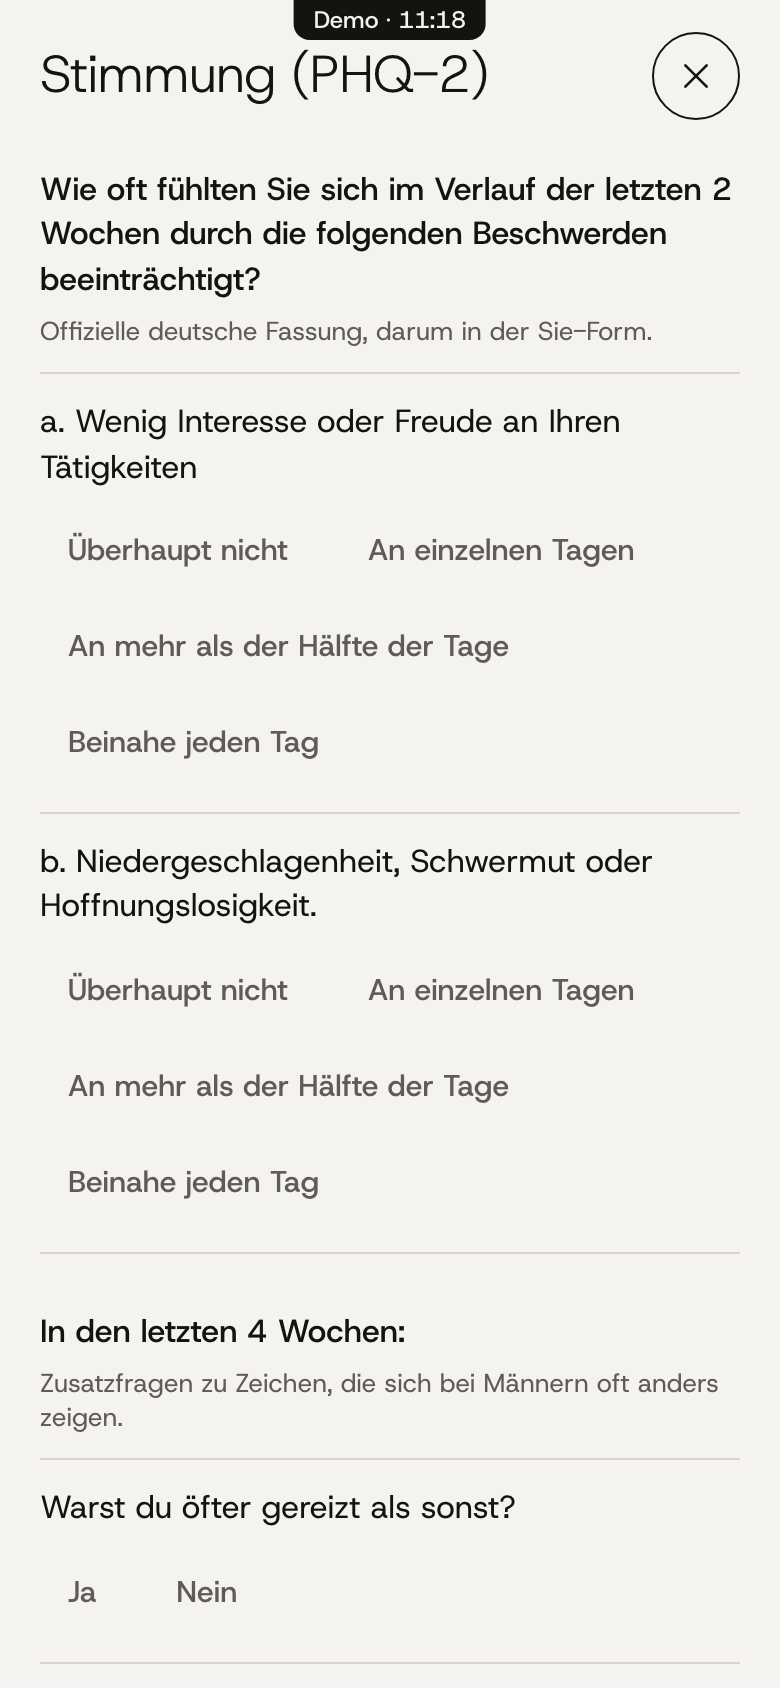 Demo · 11:18
Stimmung (PHQ-2)
Wie oft fühlten Sie sich im Verlauf der letzten 2
Wochen durch die folgenden Beschwerden
beeinträchtigt?
Offizielle deutsche Fassung, darum in der Sie-Form.
a. Wenig Interesse oder Freude an Ihren
Tätigkeiten
Überhaupt nicht An einzelnen Tagen
An mehr als der Hälfte der Tage
Beinahe jeden Tag
b. Niedergeschlagenheit, Schwermut oder
Hoffnungslosigkeit.
Überhaupt nicht An einzelnen Tagen
An mehr als der Hälfte der Tage
Beinahe jeden Tag
In den letzten 4 Wochen:
Zusatzfragen zu Zeichen, die sich bei Männern oft anders
zeigen.
Warst du öfter gereizt als sonst?
Ja Nein